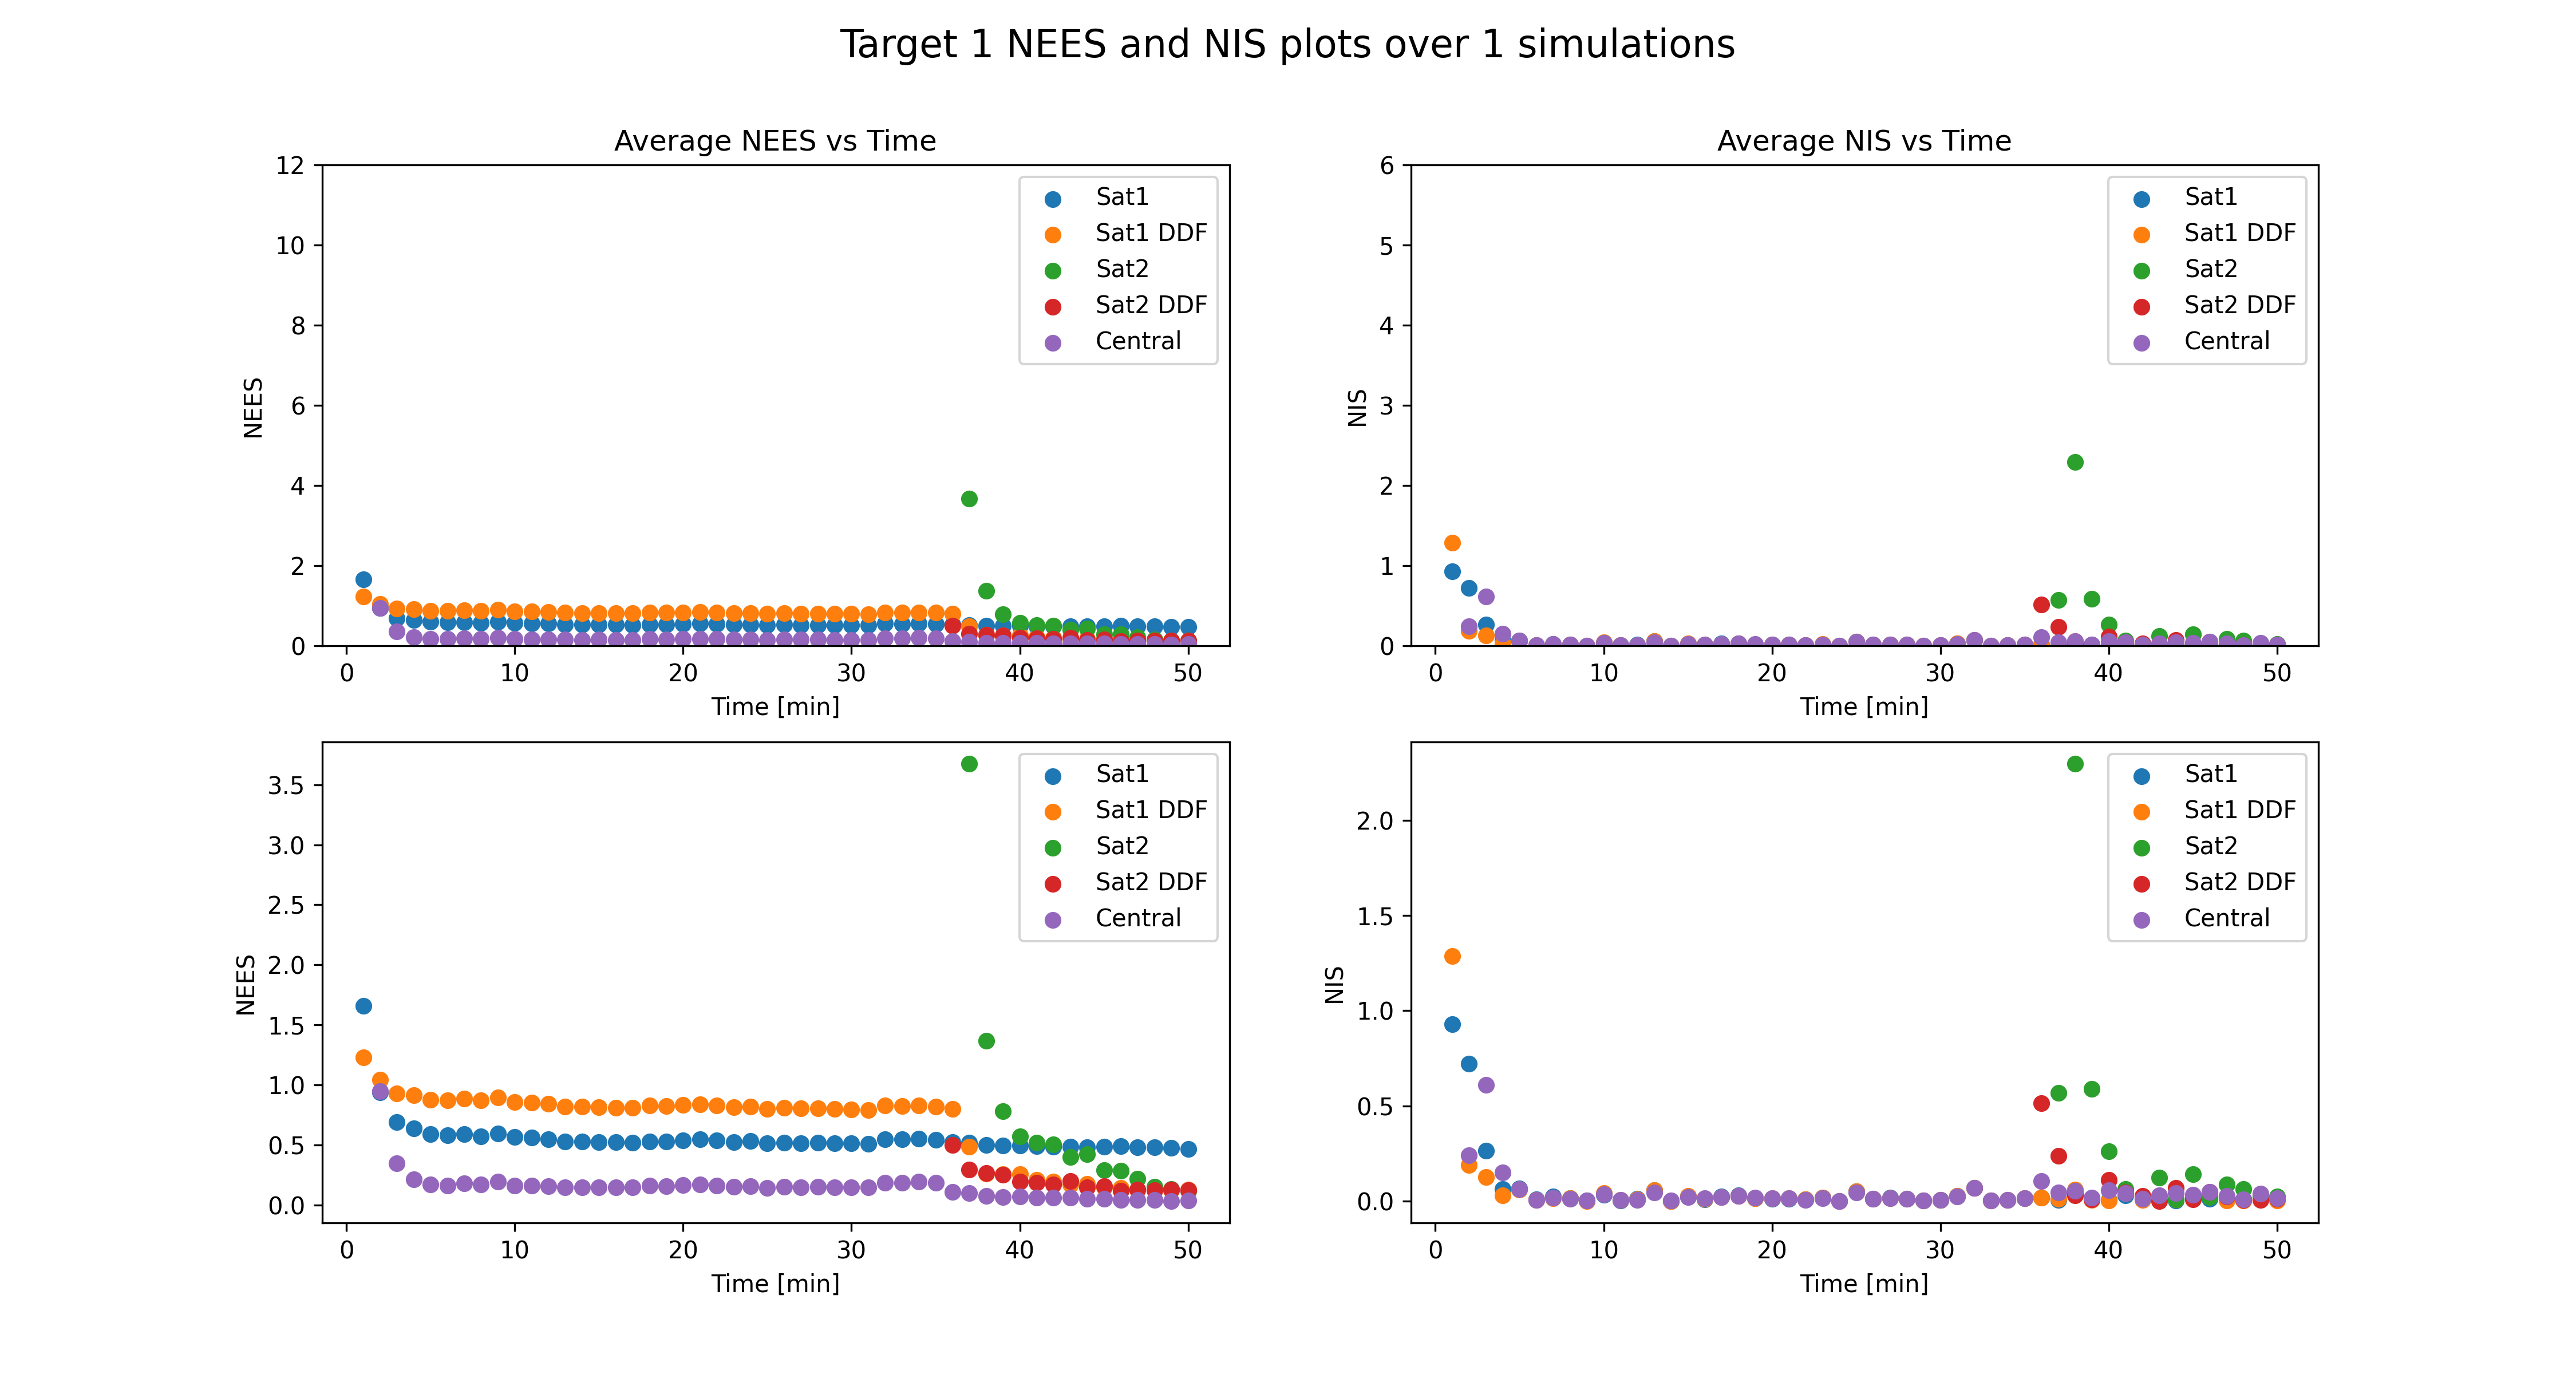 Target 1 NEES and NIS plots over 1 simulations
Average NEES vs Time
12
10
8
6
4
2
0
NEES
0 10 20 30 40 50
Time [min]
Sat1
Sat1 DDF
Sat2
Sat2 DDF
Central
Average NIS vs Time
6
5
4
3
2
1
0
NIS
0 10 20 30 40 50
Time [min]
Sat1
Sat1 DDF
Sat2
Sat2 DDF
Central
3.5
3.0
2.5
2.0
1.5
1.0
0.5
0.0
NEES
0 10 20 30 40 50
Time [min]
Sat1
Sat1 DDF
Sat2
Sat2 DDF
Central
2.0
1.5
1.0
0.5
0.0
NIS
0 10 20 30 40 50
Time [min]
Sat1
Sat1 DDF
Sat2
Sat2 DDF
Central